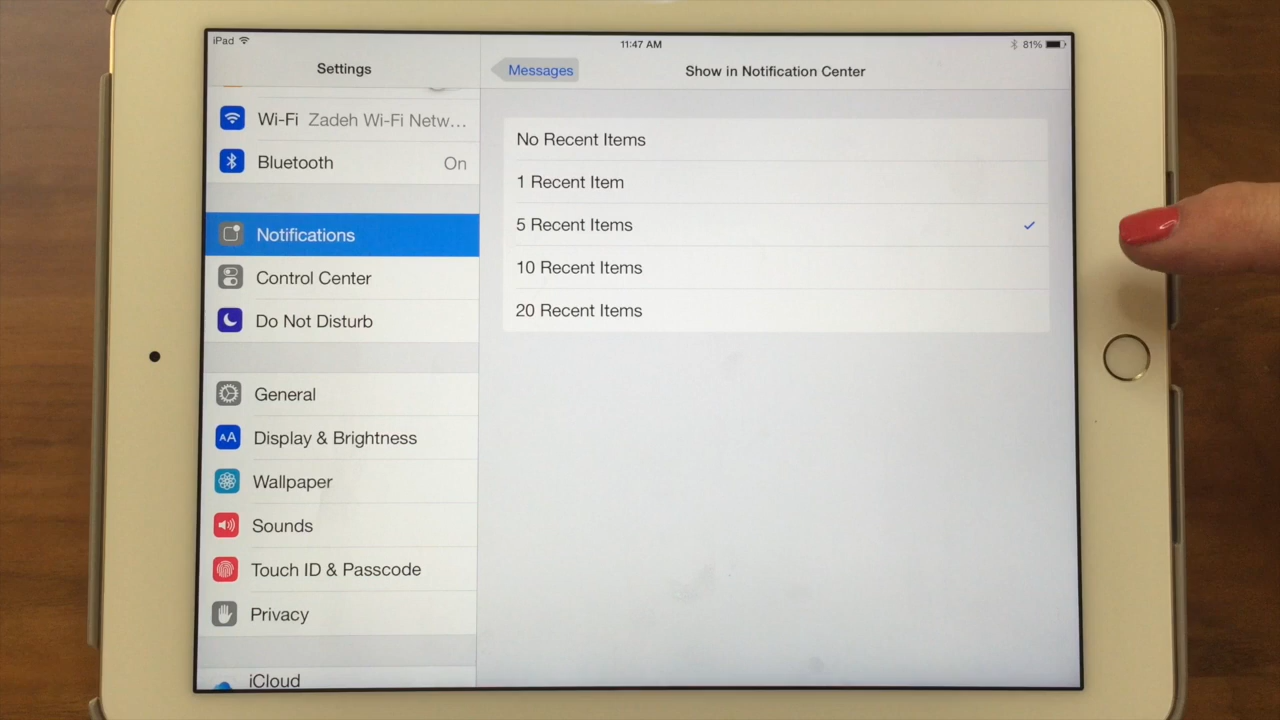 iPad
11:47 AM
81%
Settings
Messages
Show in Notification Center
Wi-Fi Zadeh Wi-Fi Netw...
Bluetooth On
Notifications
Control Center
Do Not Disturb
General
AA Display & Brightness
Wallpaper
Sounds
Touch ID & Passcode
Privacy
iCloud
No Recent Items
1 Recent Item
5 Recent Items
10 Recent Items
20 Recent Items